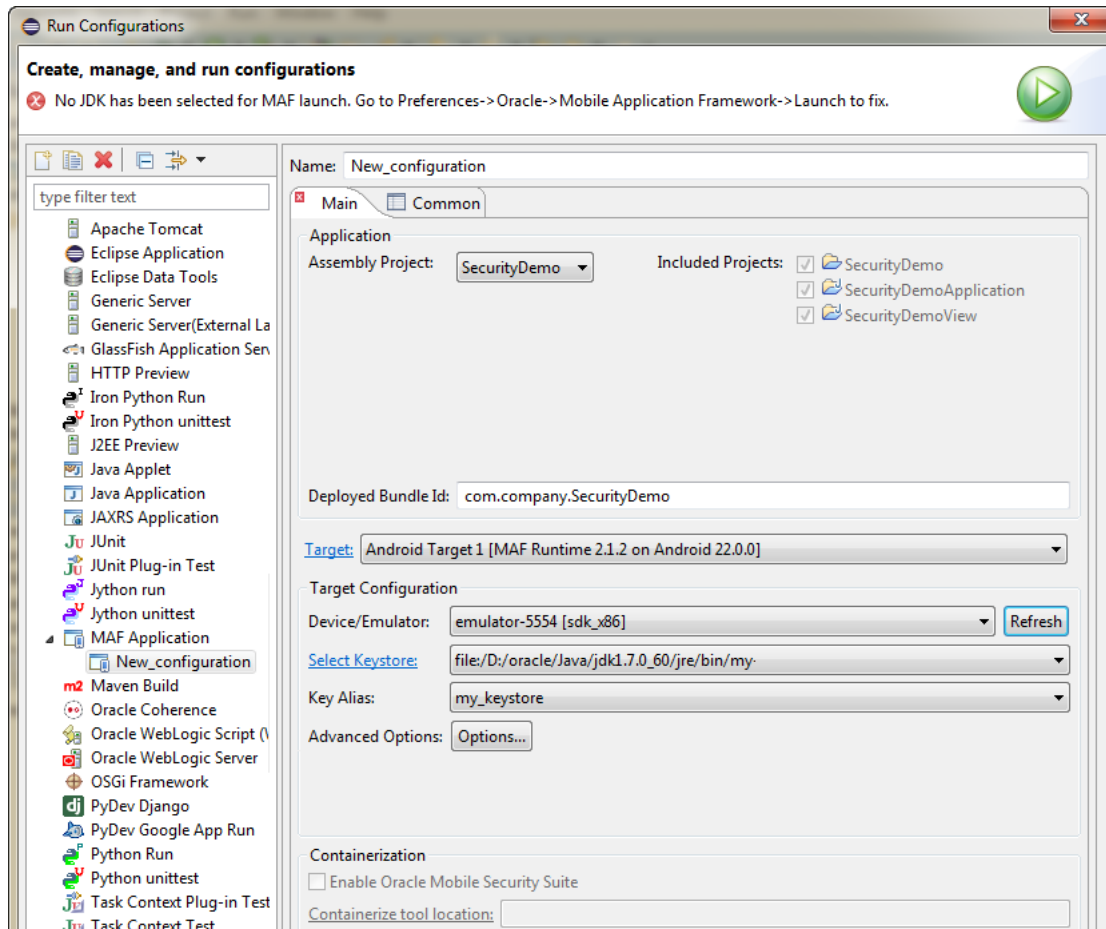 Run Configurations
Create, manage, and run configurations
No JDK has been selected for MAF launch. Go to Preferences->Oracle->Mobile Application Framework->Launch to fix.
type filter text
Apache Tomcat
Eclipse Application
Eclipse Data Tools
Generic Server
Generic Server(External La
GlassFish Application Serv
HTTP Preview
Iron Python Run
Iron Python unittest
J2EE Preview
Java Applet
Java Application
JAXRS Application
JUnit
JUnit Plug-in Test
Jython run
Jython unittest
MAF Application
New_configuration
Maven Build
Oracle Coherence
Oracle WebLogic Script (
Oracle WebLogic Server
OSGi Framework
PyDev Django
PyDev Google App Run
Python Run
Python unittest
Task Context Plug-in Test
Task Context Test
Name: New_configuration
Main Common
Application
Assembly Project: SecurityDemo Included Projects: SecurityDemo
SecurityDemoApplication
SecurityDemoView
Deployed Bundle Id: com.company.SecurityDemo
Target: Android Target 1 [MAF Runtime 2.1.2 on Android 22.0.0]
Target Configuration
Device/Emulator: emulator-5554 [sdk_x86] Refresh
Select Keystore: file:/D:/oracle/Java/jdk1.7.0_60/jre/bin/my
Key Alias: my_keystore
Advanced Options: Options...
Containerization
Enable Oracle Mobile Security Suite
Containerize tool location: